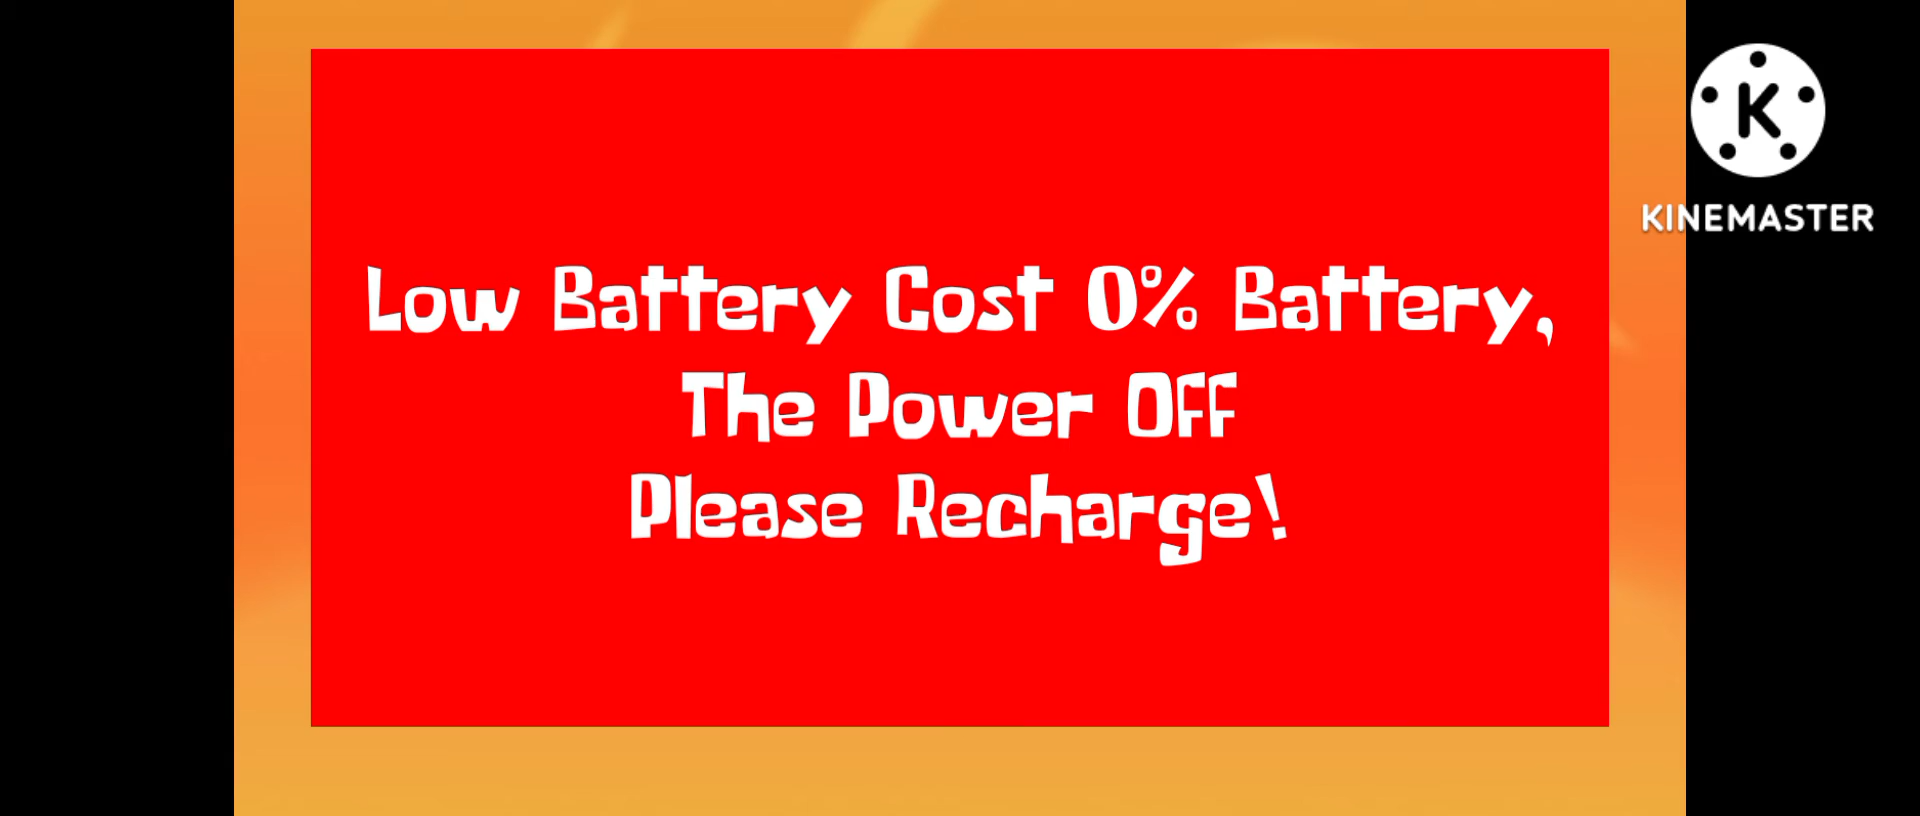 Low Battery Cost 0% Battery,
The Power Off
Please Recharge!
K
KINEMASTER